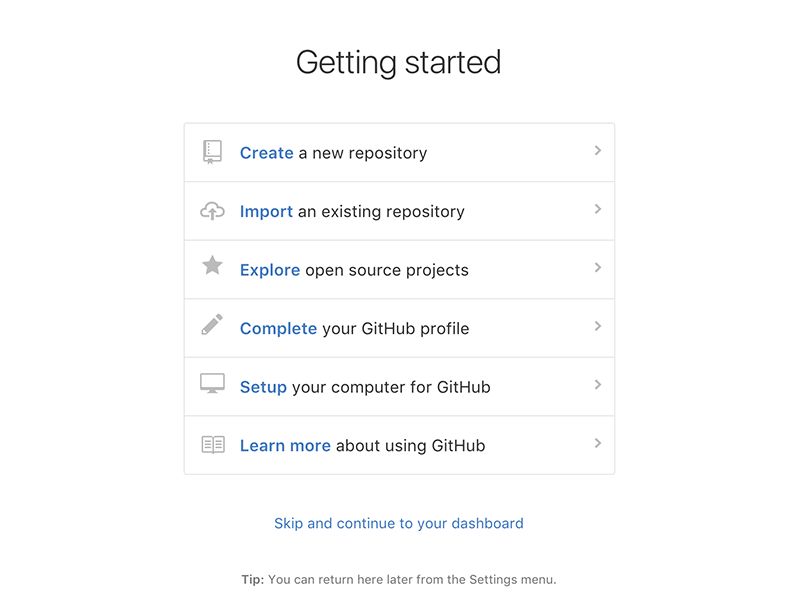 Getting started
Create a new repository
Import an existing repository
Explore open source projects
Complete your GitHub profile
Setup your computer for GitHub
Learn more about using GitHub
Skip and continue to your dashboard
Tip: You can return here later from the Settings menu.